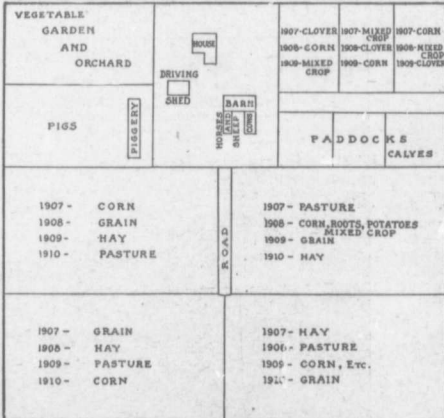 VEGETABLE
GARDEN
AND
ORCHARD
HOUSE
DRIVING
SHED
PIGS
PIGGERY
BARN
HORSES
AND
SHEEP
COWS
1907-CLOVER
1908-CORN
1909-MIXED
CROP
1907-MIXED
CROP
1908-CLOVER
1909-CORN
1907-CORN
1908-MIXED
CROP
1909-CLOVER
PADDOCKS
CALVES
1907- CORN
1908- GRAIN
1909- HAY
1910- PASTURE
ROAD
1907- PASTURE
1908- CORN, ROOTS, POTATOES
MIXED CROP
1909- GRAIN
1910- HAY
1907- GRAIN
1908- HAY
1909- PASTURE
1910- CORN
1907- HAY
1908- PASTURE
1909- CORN, ETC.
1910- GRAIN